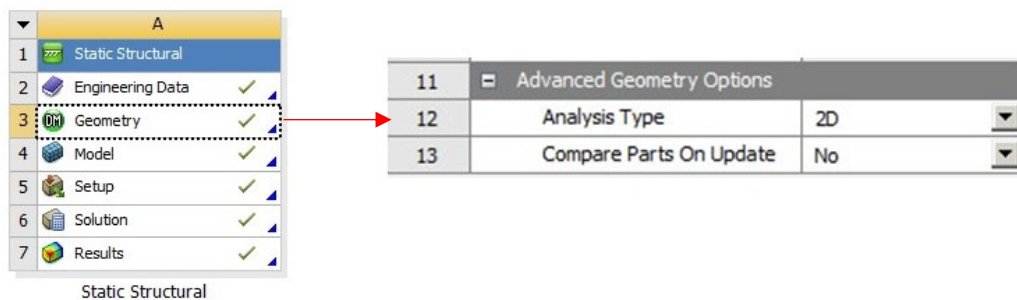 A
1 Static Structural
2 Engineering Data
3 DM Geometry
4 Model
5 Setup
6 Solution
7 Results
Static Structural
11 Advanced Geometry Options
12 Analysis Type 2D
13 Compare Parts On Update No